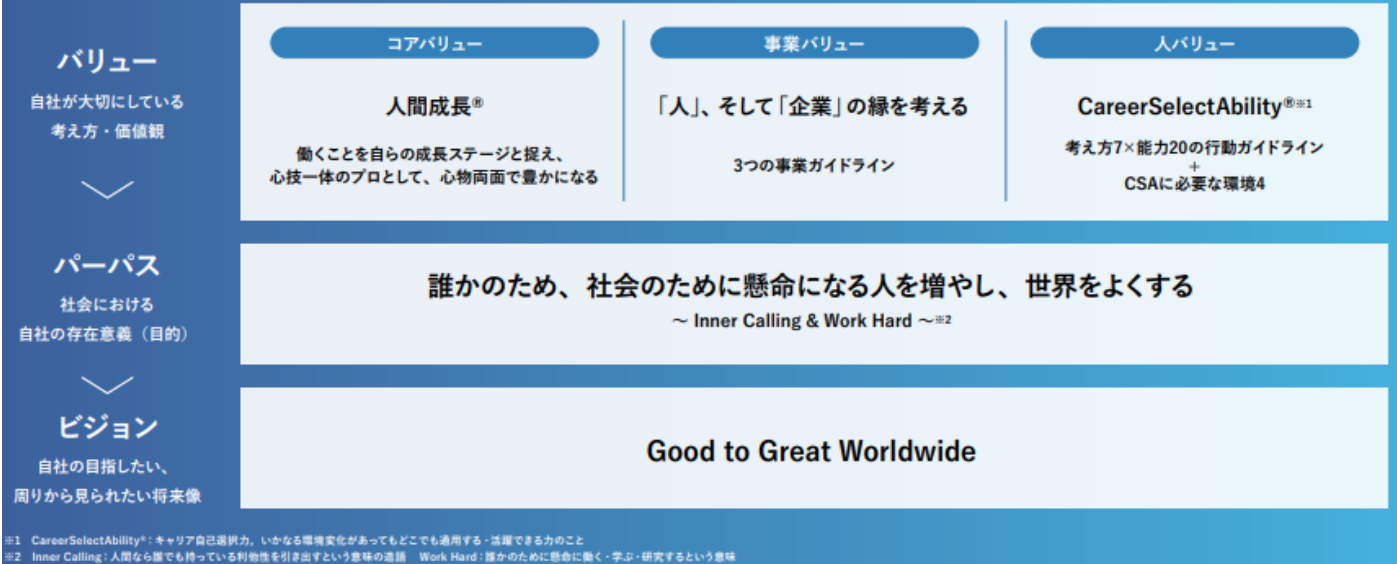 バリュー
自社が大切にしている
考え方・価値観
コアバリュー
人間成長®
働くことを自らの成長ステージと捉え、
心技一体のプロとして、心物両面で豊かになる
事業バリュー
「人」、そして「企業」の縁を考える
3つの事業ガイドライン
人バリュー
CareerSelectAbility®※1
考え方7×能力20の行動ガイドライン
+
CSAに必要な環境4
パーパス
社会における
自社の存在意義（目的）
誰かのため、社会のために懸命になる人を増やし、世界をよくする
～ Inner Calling & Work Hard ～※2
ビジョン
自社の目指したい、
周りから見られたい将来像
Good to Great Worldwide
※1 CareerSelectAbility®：キャリア自己選択力。いかなる環境変化があってもどこでも通用する・活躍できる力のこと
※2 Inner Calling：人間なら誰でも持っている利他性を引き出すという意味の造語 Work Hard：誰かのために懸命に働く・学ぶ・研究するという意味